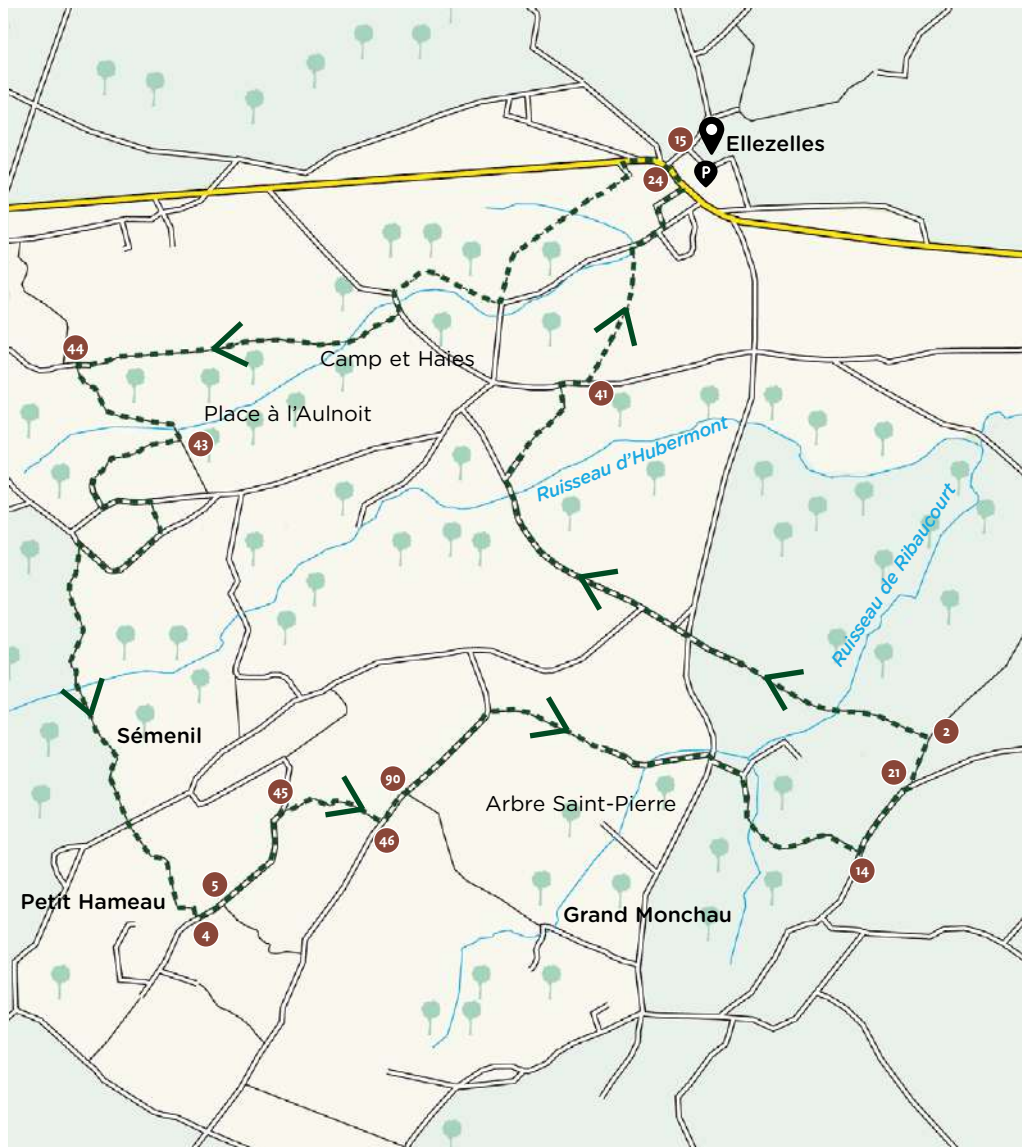 15
Ellezelles
P
24
44
Camp et Haies
41
Place à l'Aulnoit
43
Ruisseau d'Hubermont
Ruisseau de Ribaucourt
Sémenil
2
21
90
45
Arbre Saint-Pierre
46
14
5
Petit Hameau
Grand Monchau
4